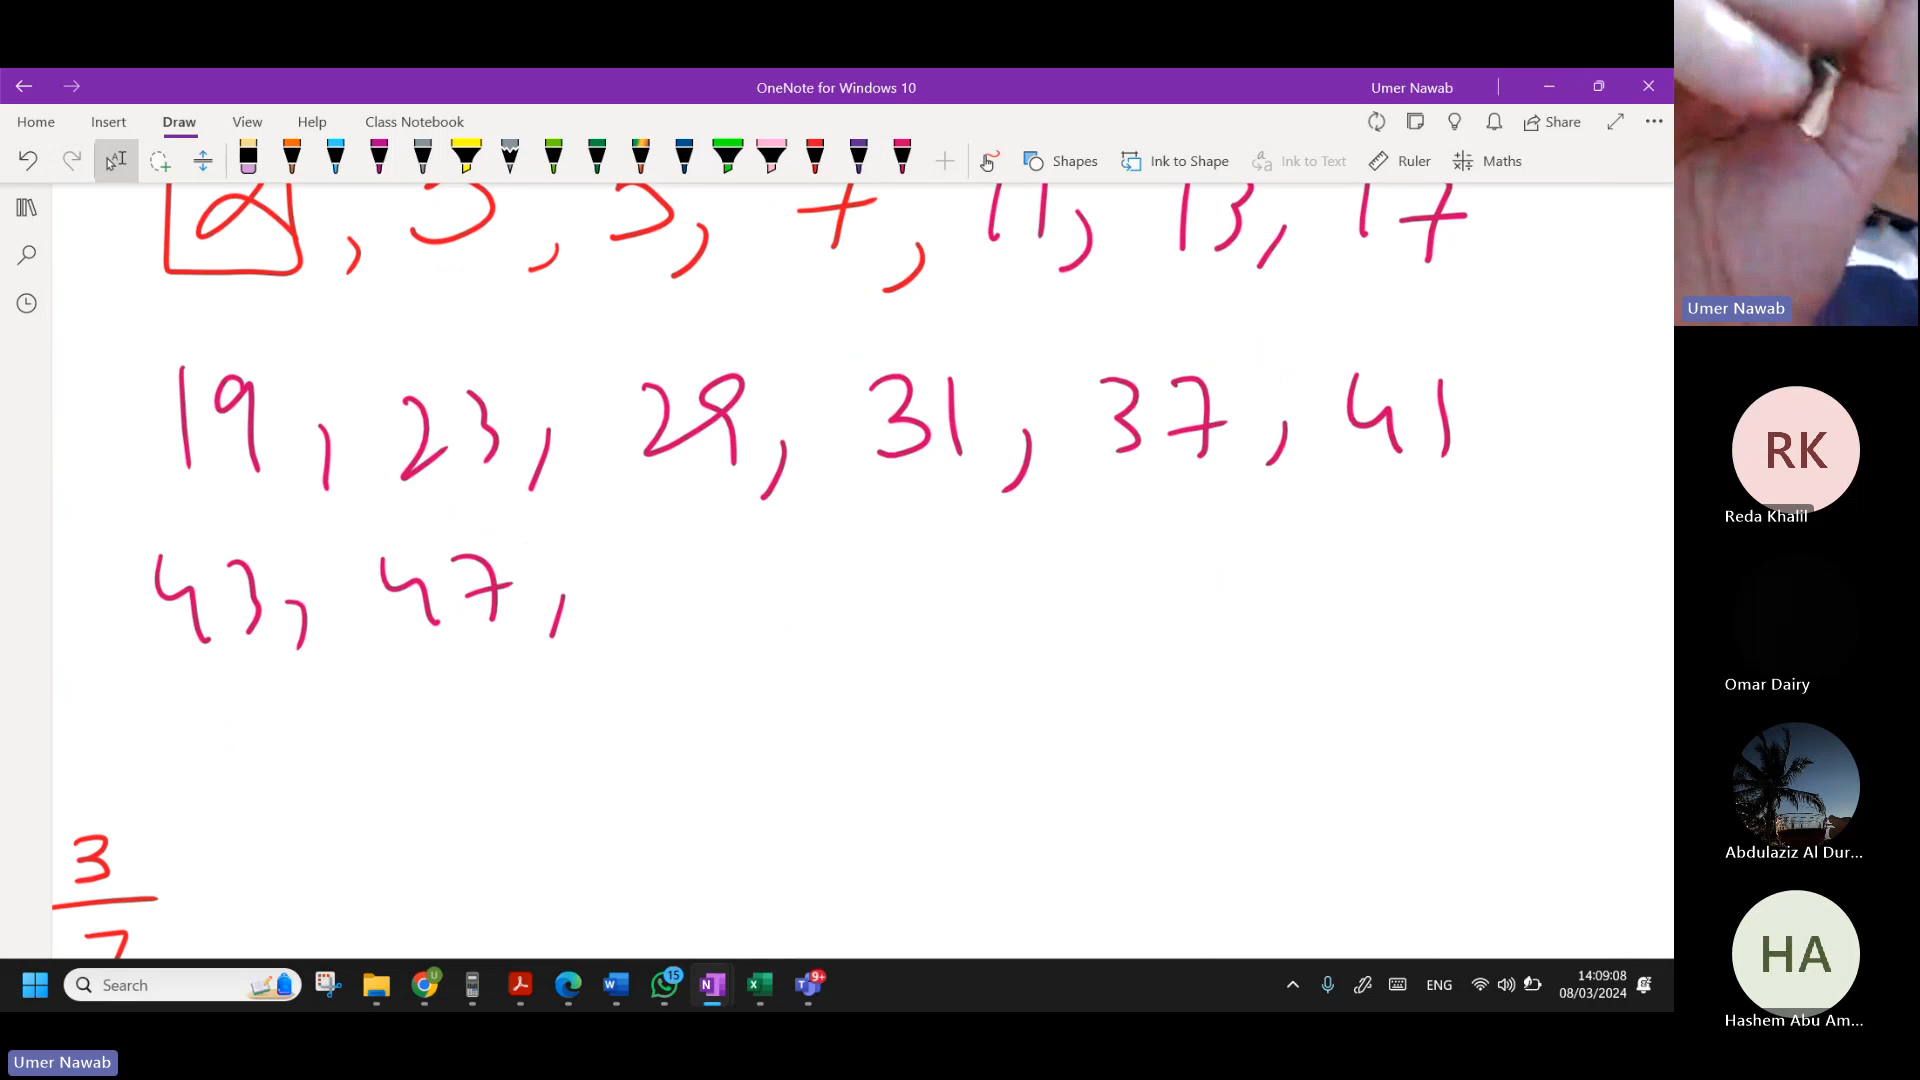 OneNote for Windows 10 Umer Nawab
Home Insert Draw View Help Class Notebook Share
Shapes Ink to Shape Ink to Text Ruler Maths
2, 3, 5, 7, 11, 13, 17
19, 23, 29, 31, 37, 41
43, 47,
3
7
Umer Nawab
RK
Reda Khalil
Omar Dairy
Abdulaziz Al Dur...
HA
Hashem Abu Am...
Search
U
15
9+
ENG
14:09:08
08/03/2024
Umer Nawab